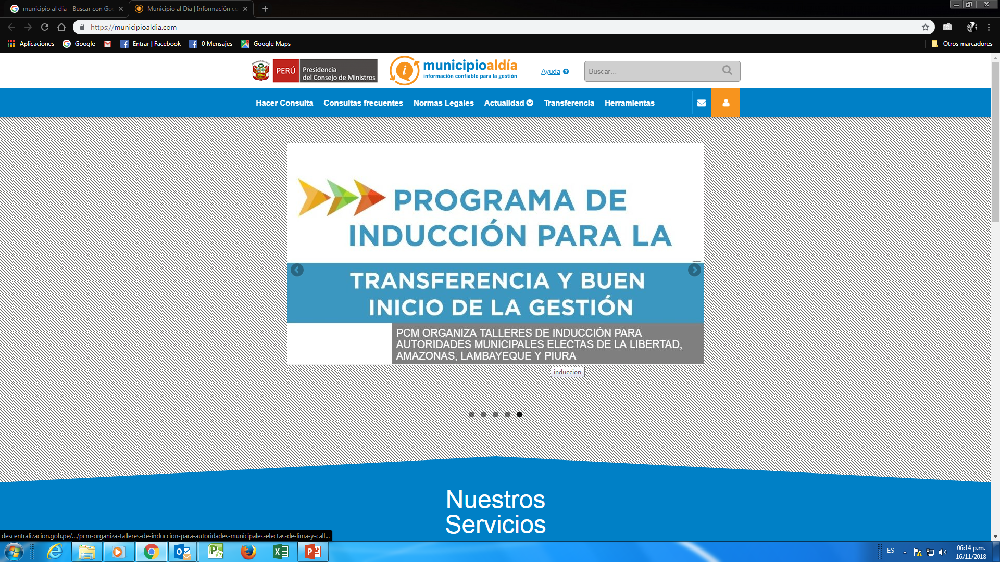 municipio al dia - Buscar con Goo
Municipio al Día | Información co
https://municipioaldia.com
Aplicaciones
Google
Entrar | Facebook
0 Mensajes
Google Maps
Otros marcadores
PERÚ
Presidencia
del Consejo de Ministros
municipioaldía
información confiable para la gestión
Ayuda
Buscar...
Hacer Consulta
Consultas frecuentes
Normas Legales
Actualidad
Transferencia
Herramientas
PROGRAMA DE
INDUCCIÓN PARA LA
TRANSFERENCIA Y BUEN
INICIO DE LA GESTIÓN
PCM ORGANIZA TALLERES DE INDUCCIÓN PARA
AUTORIDADES MUNICIPALES ELECTAS DE LA LIBERTAD,
AMAZONAS, LAMBAYEQUE Y PIURA
induccion
Nuestros
Servicios
descentralizacion.gob.pe/.../pcm-organiza-talleres-de-induccion-para-autoridades-municipales-electas-de-lima-y-call...
ES
06:14 p.m.
16/11/2018